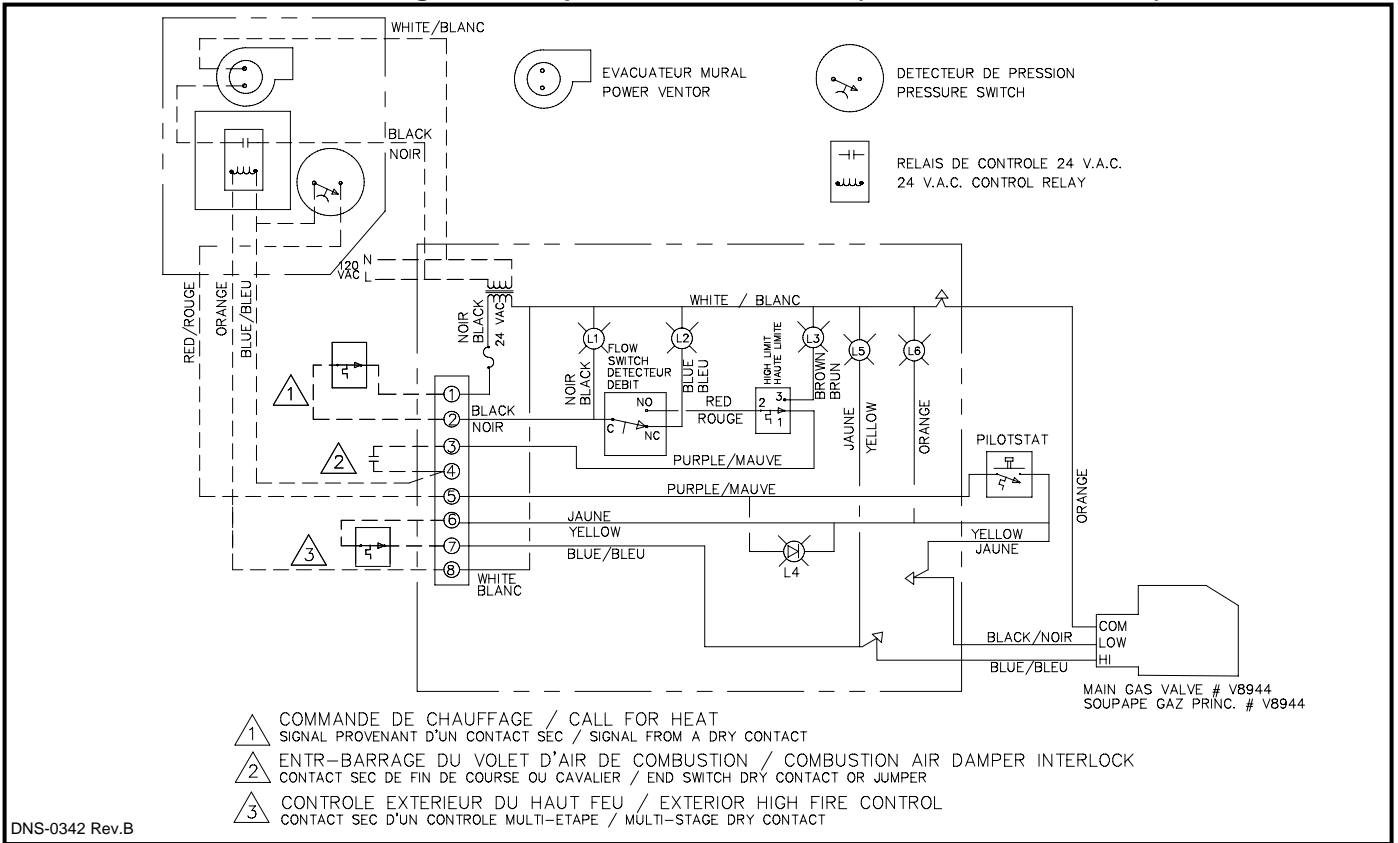 WHITE/BLANC
EVACUATEUR MURAL
POWER VENTOR
DETECTEUR DE PRESSION
PRESSURE SWITCH
BLACK
NOIR
RELAIS DE CONTROLE 24 V.A.C.
24 V.A.C. CONTROL RELAY
120
VAC
N
L
RED/ROUGE
ORANGE
BLUE/BLEU
NOIR
BLACK
24 VAC
WHITE / BLANC
L1
L2
L3
L5
L6
NOIR
BLACK
FLOW
SWITCH
DETECTEUR
DEBIT
NO
C
NC
BLUE
BLEU
RED
ROUGE
HIGH LIMIT
HAUTE LIMITE
2
3
1
BROWN
BRUN
JAUNE
YELLOW
ORANGE
PILOTSTAT
ORANGE
1
2
3
1
2
3
4
5
6
7
8
BLACK
NOIR
PURPLE/MAUVE
PURPLE/MAUVE
JAUNE
YELLOW
BLUE/BLEU
WHITE
BLANC
L4
YELLOW
JAUNE
BLACK/NOIR
BLUE/BLEU
COM
LOW
HI
MAIN GAS VALVE # V8944
SOUPAPE GAZ PRINC. # V8944
1 COMMANDE DE CHAUFFAGE / CALL FOR HEAT
SIGNAL PROVENANT D'UN CONTACT SEC / SIGNAL FROM A DRY CONTACT
2 ENTR-BARRAGE DU VOLET D'AIR DE COMBUSTION / COMBUSTION AIR DAMPER INTERLOCK
CONTACT SEC DE FIN DE COURSE OU CAVALIER / END SWITCH DRY CONTACT OR JUMPER
3 CONTROLE EXTERIEUR DU HAUT FEU / EXTERIOR HIGH FIRE CONTROL
CONTACT SEC D'UN CONTROLE MULTI-ETAPE / MULTI-STAGE DRY CONTACT
DNS-0342 Rev.B